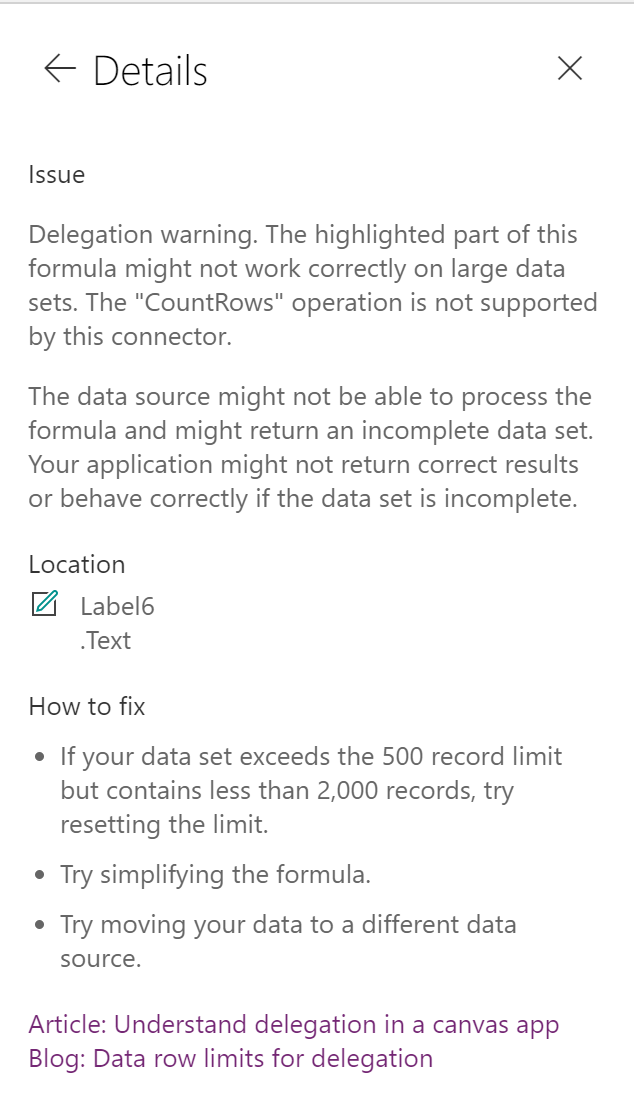 Details
Issue
Delegation warning. The highlighted part of this
formula might not work correctly on large data
sets. The "CountRows" operation is not supported
by this connector.
The data source might not be able to process the
formula and might return an incomplete data set.
Your application might not return correct results
or behave correctly if the data set is incomplete.
Location
Label6
.Text
How to fix
If your data set exceeds the 500 record limit
but contains less than 2,000 records, try
resetting the limit.
Try simplifying the formula.
Try moving your data to a different data
source.
Article: Understand delegation in a canvas app
Blog: Data row limits for delegation